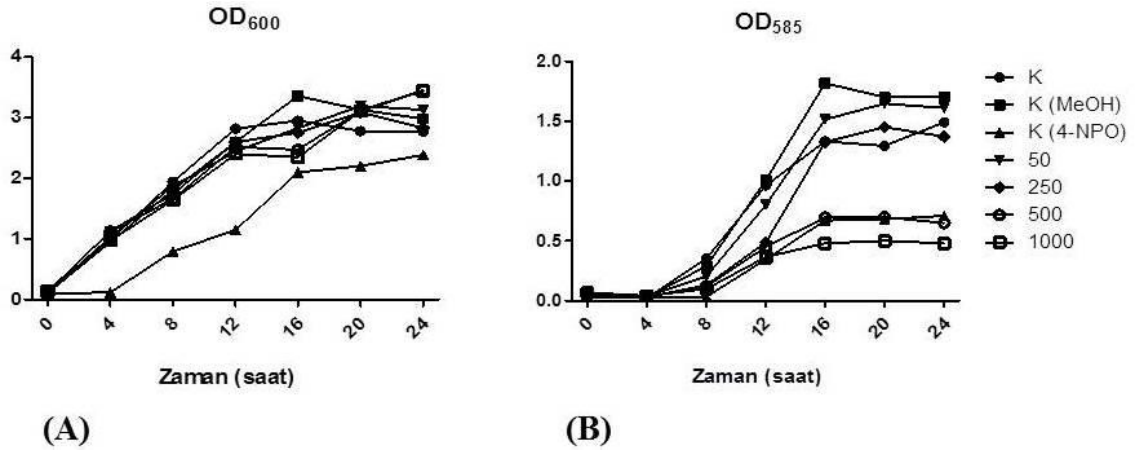 OD600
4
3
2
1
0
0 4 8 12 16 20 24
Zaman (saat)
(A)
OD585
2.0
1.5
1.0
0.5
0.0
0 4 8 12 16 20 24
Zaman (saat)
(B)
K
K (MeOH)
K (4-NPO)
50
250
500
1000